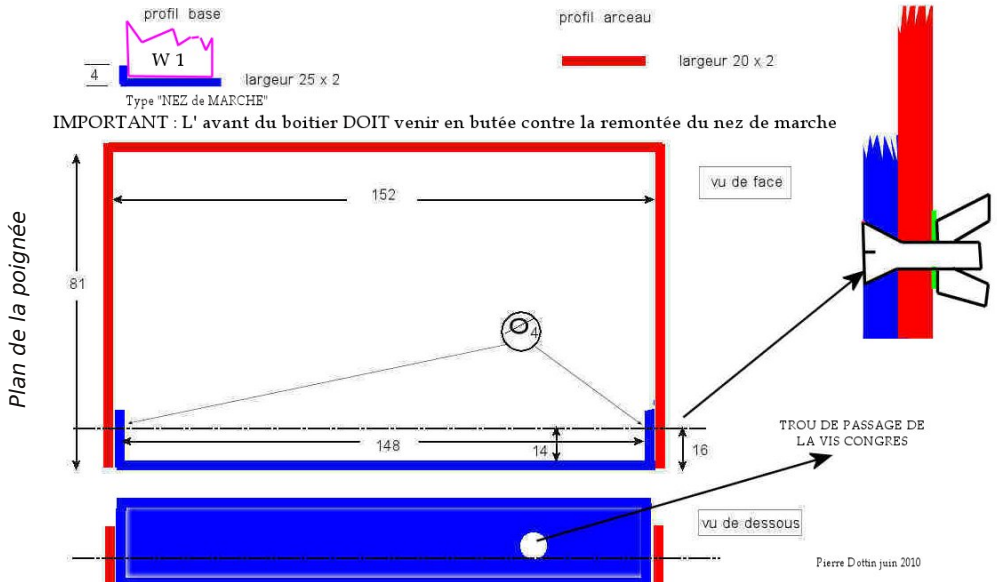 profil base
W 1
4
largeur 25 x 2
Type "NEZ de MARCHE"
profil arceau
largeur 20 x 2
IMPORTANT : L' avant du boitier DOIT venir en butée contre la remontée du nez de marche
Plan de la poignée
vu de face
152
81
4
148
14
16
TROU DE PASSAGE DE
LA VIS CONGRES
vu de dessous
Pierre Dottin juin 2010